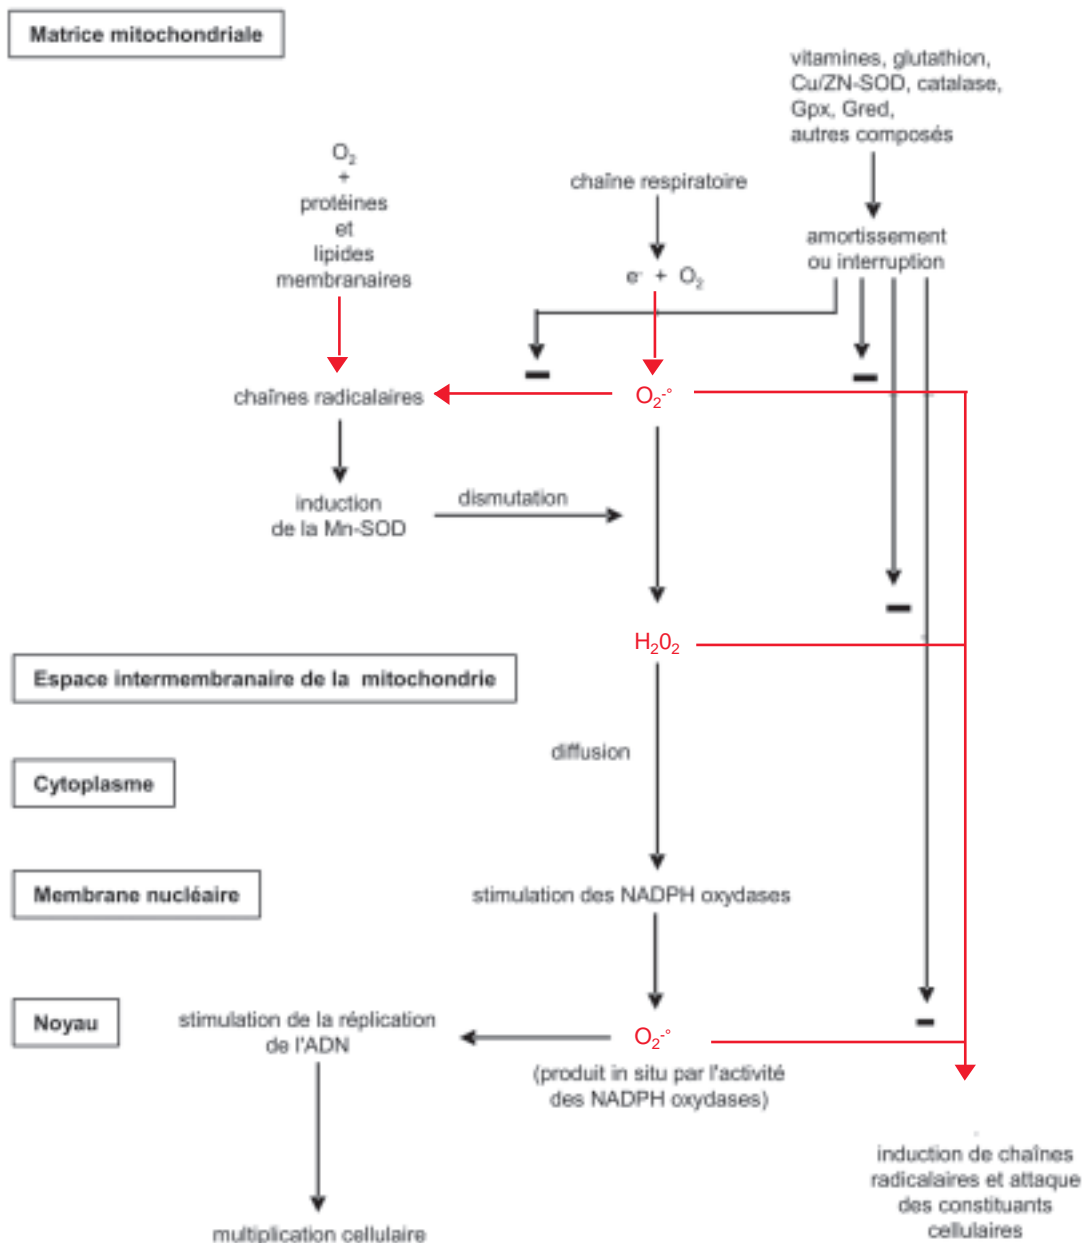 Matrice mitochondriale
vitamines, glutathion,
Cu/ZN-SOD, catalase,
Gpx, Gred,
autres composés
O₂
+
protéines
et
lipides
membranaires
chaîne respiratoire
amortissement
ou interruption
e⁻ + O₂
chaînes radicalaires
O₂⁻°
induction
de la Mn-SOD
dismutation
H₂0₂
Espace intermembranaire de la mitochondrie
diffusion
Cytoplasme
Membrane nucléaire
stimulation des NADPH oxydases
Noyau
stimulation de la réplication
de l'ADN
O₂⁻°
(produit in situ par l'activité
des NADPH oxydases)
induction de chaînes
radicalaires et attaque
des constituants
cellulaires
multiplication cellulaire